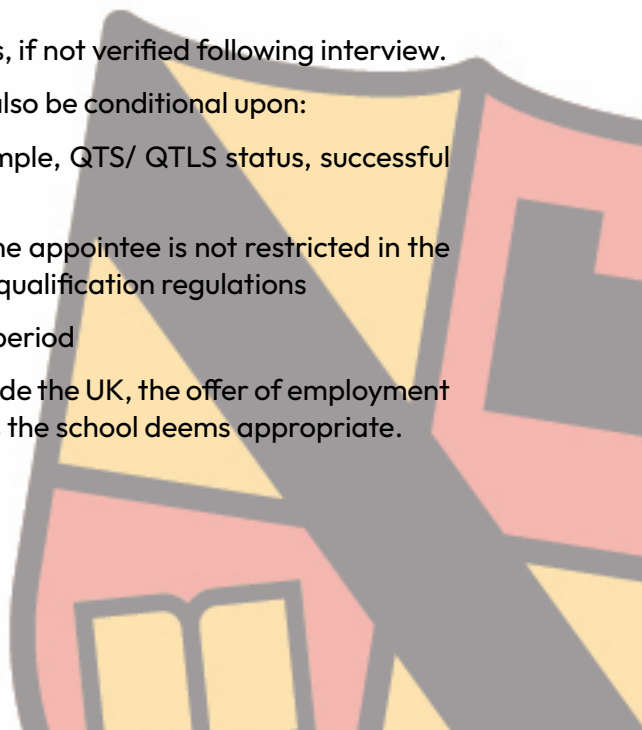 s, if not verified following interview.
also be conditional upon:
mple, QTS/ QTLS status, successful
ne appointee is not restricted in the
qualification regulations
period
de the UK, the offer of employment
the school deems appropriate.